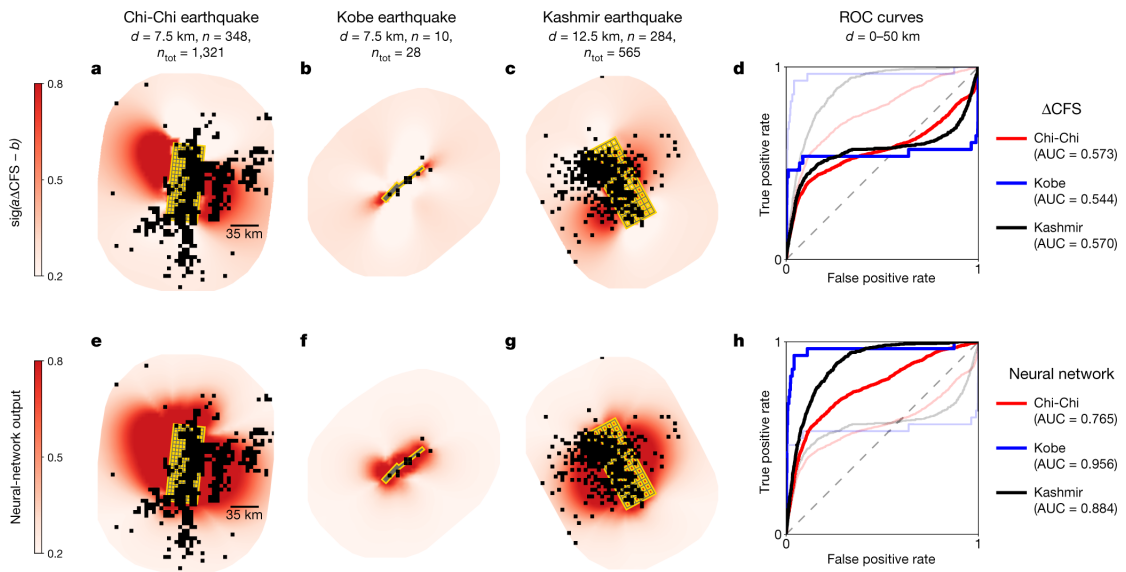 Chi-Chi earthquake
d = 7.5 km, n = 348,
n_tot = 1,321
Kobe earthquake
d = 7.5 km, n = 10,
n_tot = 28
Kashmir earthquake
d = 12.5 km, n = 284,
n_tot = 565
ROC curves
d = 0–50 km
a
b
c
d
sig(aΔCFS – b)
0.8
0.5
0.2
35 km
True positive rate
1
0
0
1
False positive rate
ΔCFS
Chi-Chi
(AUC = 0.573)
Kobe
(AUC = 0.544)
Kashmir
(AUC = 0.570)
e
f
g
h
Neural-network output
0.8
0.5
0.2
35 km
True positive rate
1
0
0
1
False positive rate
Neural network
Chi-Chi
(AUC = 0.765)
Kobe
(AUC = 0.956)
Kashmir
(AUC = 0.884)